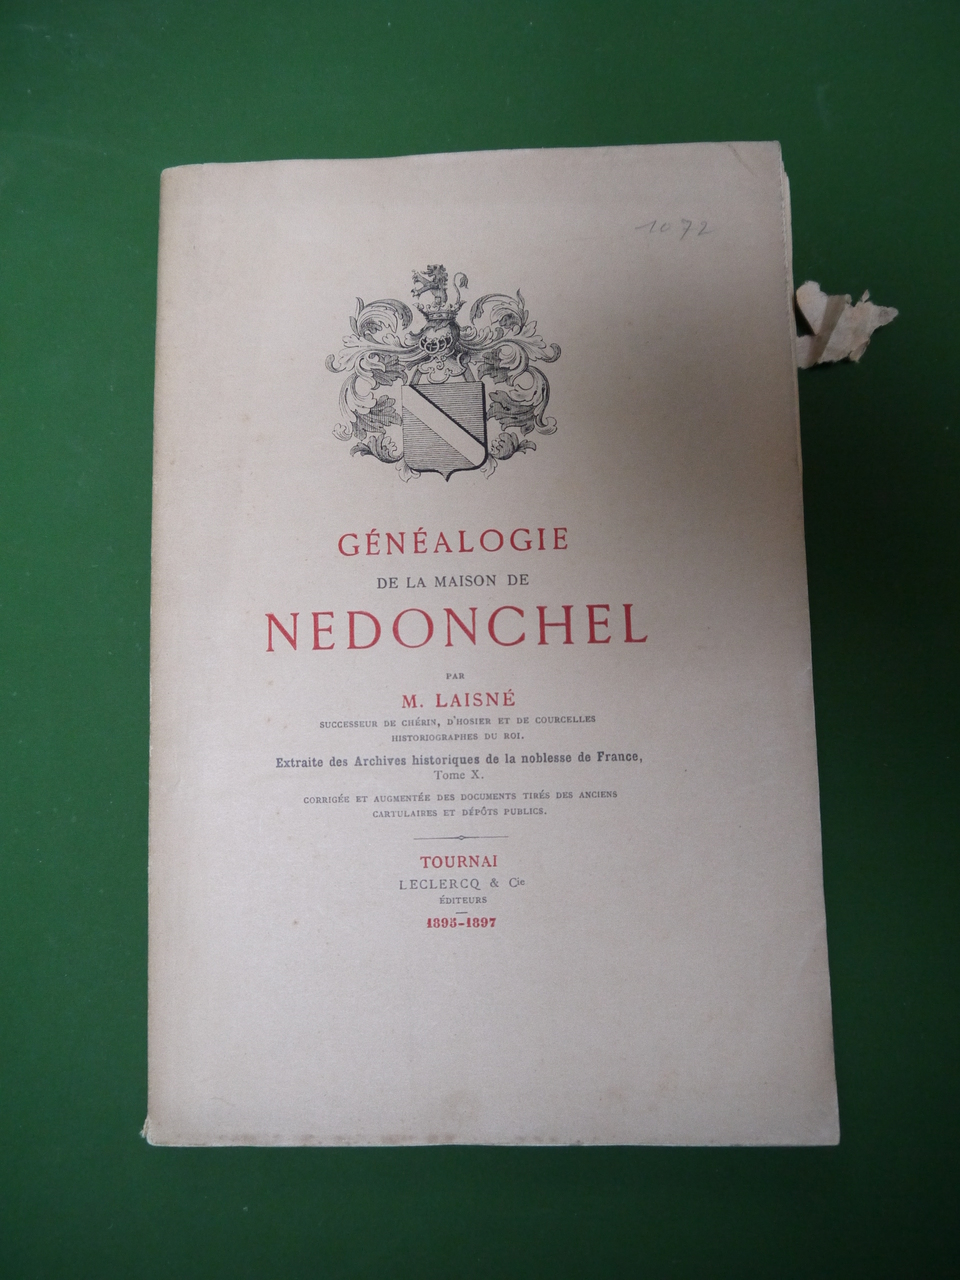 1072
GÉNÉALOGIE
DE LA MAISON DE
NEDONCHEL
PAR
M. LAISNÉ
SUCCESSEUR DE CHÉRIN, D'HOSIER ET DE COURCELLES
HISTORIOGRAPHES DU ROI.
Extraite des Archives historiques de la noblesse de France,
Tome X.
CORRIGÉE ET AUGMENTÉE DES DOCUMENTS TIRÉS DES ANCIENS
CARTULAIRES ET DÉPÔTS PUBLICS.
TOURNAI
LECLERCQ & Cie
ÉDITEURS
1895-1897